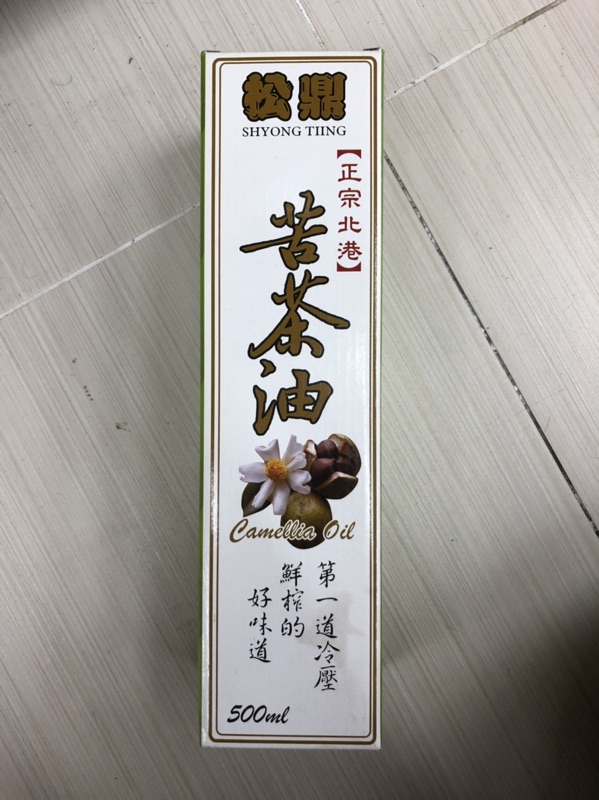 松鼎
SHYONG TIING
【正宗北港】
苦茶油
Camellia Oil
第一道冷壓
鮮榨的
好味道
500ml